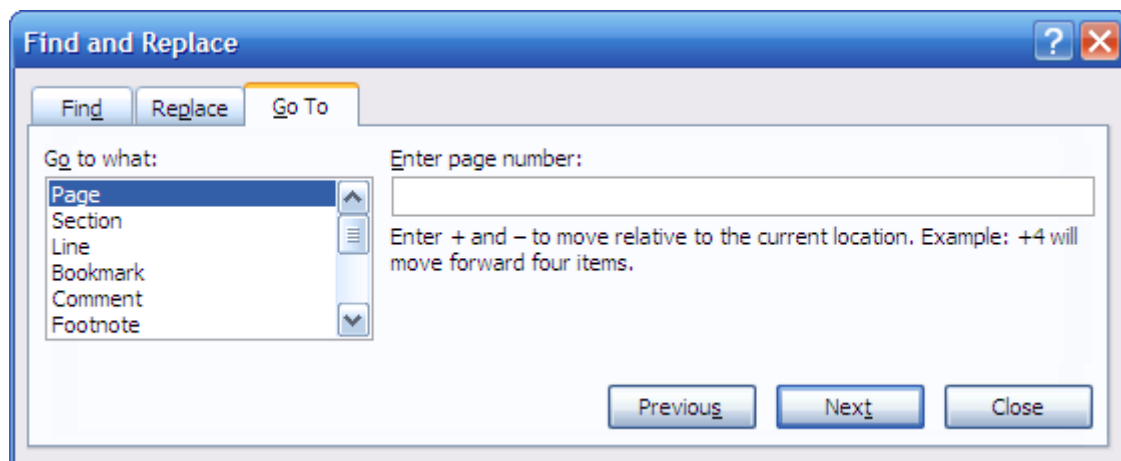 Find and Replace
Find Replace Go To
Go to what:
Page
Section
Line
Bookmark
Comment
Footnote
Enter page number:
Enter + and – to move relative to the current location. Example: +4 will
move forward four items.
Previous Next Close